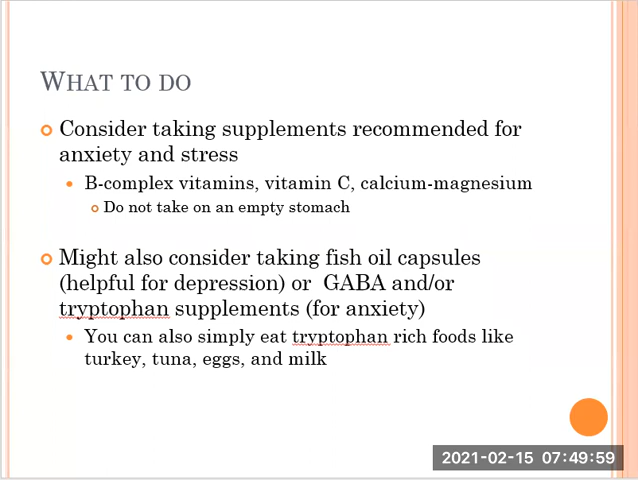 What to do
Consider taking supplements recommended for
anxiety and stress
B-complex vitamins, vitamin C, calcium-magnesium
Do not take on an empty stomach
Might also consider taking fish oil capsules
(helpful for depression) or GABA and/or
tryptophan supplements (for anxiety)
You can also simply eat tryptophan rich foods like
turkey, tuna, eggs, and milk
2021-02-15 07:49:59